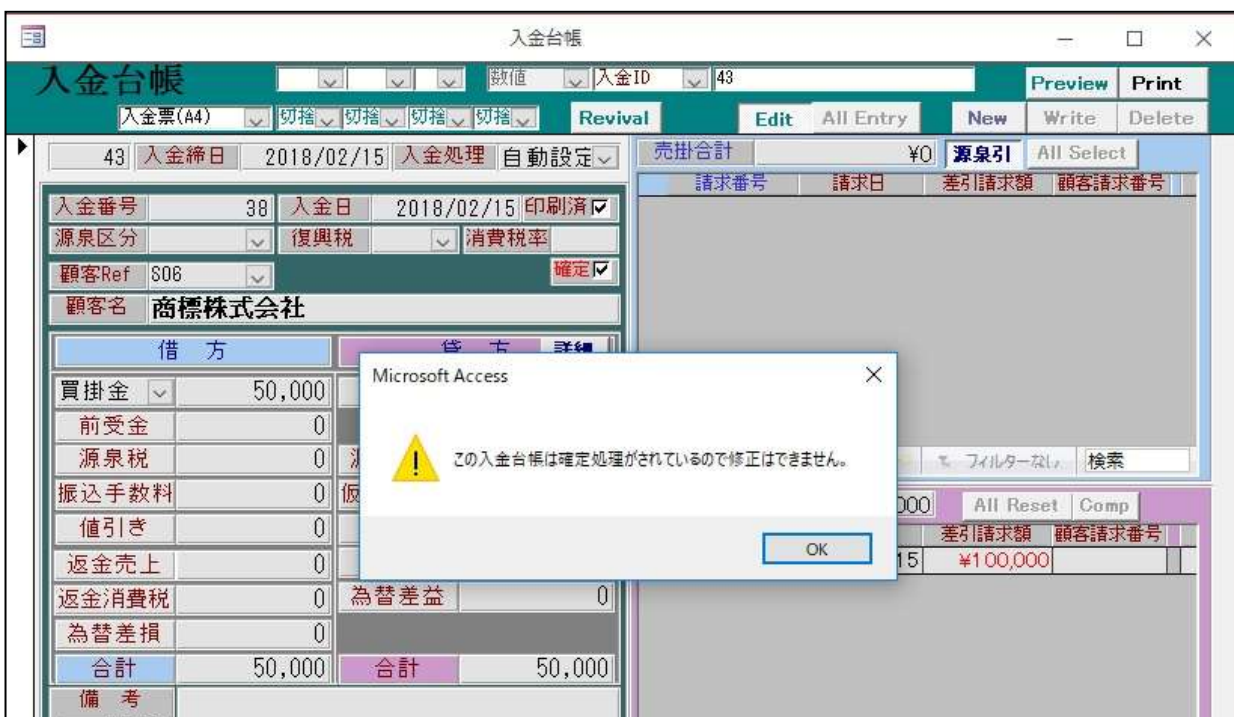 入金台帳
入金台帳 数値 入金ID 43 Preview Print
入金票(A4) 切捨 切捨 切捨 切捨 Revival Edit All Entry New Write Delete
43 入金締日 2018/02/15 入金処理 自動設定
売掛合計 ¥0 源泉引 All Select
請求番号 請求日 差引請求額 顧客請求番号
入金番号 38 入金日 2018/02/15 印刷済
源泉区分 復興税 消費税率
顧客Ref S06 確定
顧客名 商標株式会社
借 方 貸 方 詳細
Microsoft Access
買掛金 50,000
前受金 0
この入金台帳は確定処理がされているので修正はできません。
源泉税 0
フィルターなし 検索
振込手数料 0 仮
000 All Reset Comp
値引き 0
差引請求額 顧客請求番号
OK
返金売上 0
15 ¥100,000
返金消費税 0 為替差益 0
為替差損 0
合計 50,000 合計 50,000
備 考